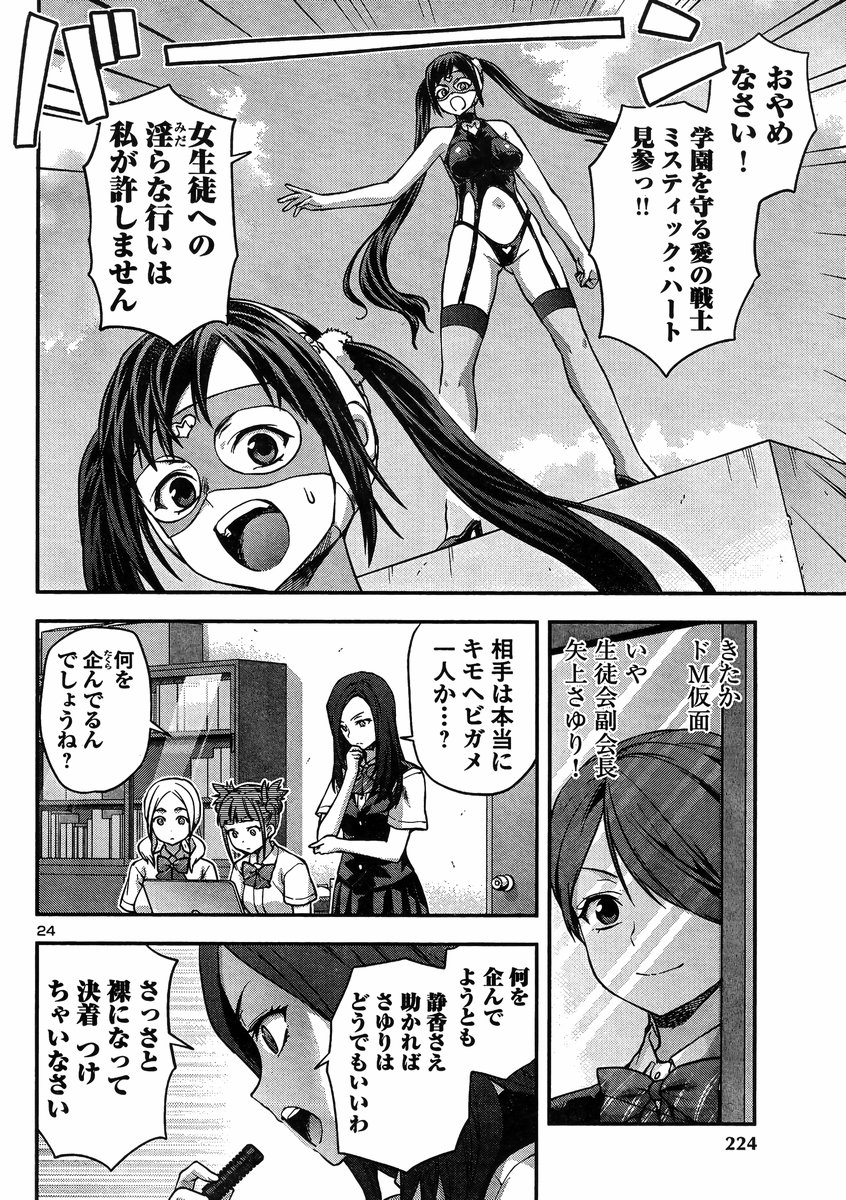 おやめ
なさい！
学園を守る愛の戦士
ミスティック・ハート
見参っ!!
女生徒への
淫らな行いは
みだ
私が許しません
きたか
ドM仮面
いや
生徒会副会長
矢上さゆり！
相手は本当に
キモヘビガメ
一人か…？
何を
企んでるん
たくら
でしょうね？
24
何を
企んで
ようとも
静香さえ
助かれば
さゆりは
どうでもいいわ
さっさと
裸になって
決着 つけ
ちゃいなさい
224